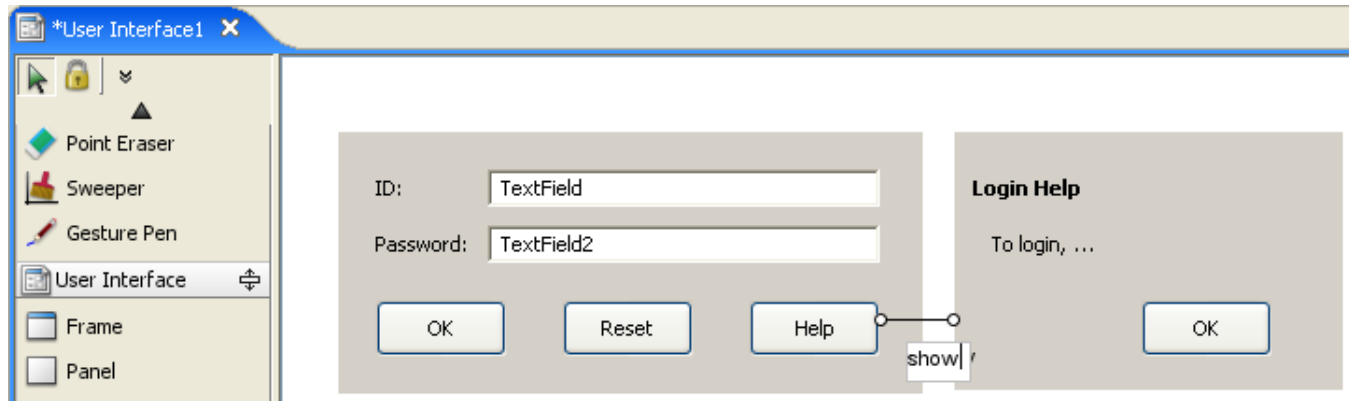 *User Interface1
Point Eraser
Sweeper
Gesture Pen
User Interface
Frame
Panel
ID: TextField
Password: TextField2
OK Reset Help
show
Login Help
To login, ...
OK